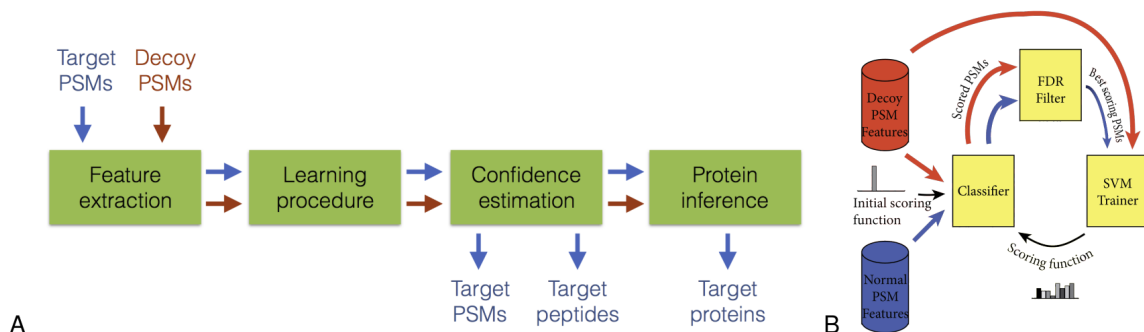 Target
PSMs
Decoy
PSMs
Feature
extraction
Learning
procedure
Confidence
estimation
Protein
inference
Target
PSMs
Target
peptides
Target
proteins
A
Decoy
PSM
Features
Scored PSMs
FDR
Filter
Best scoring PSMs
Initial scoring
function
Classifier
SVM
Trainer
Scoring function
Normal
PSM
Features
B